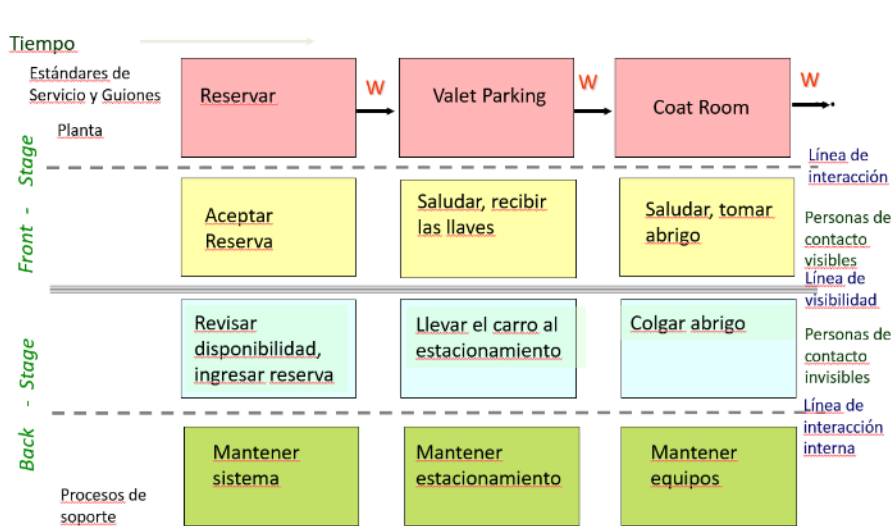 Tiempo
Estándares de
Servicio y Guiones
Reservar
W
Valet Parking
W
Coat Room
W
Planta
Línea de
interacción
Front - Stage
Aceptar
Reserva
Saludar, recibir
las llaves
Saludar, tomar
abrigo
Personas de
contacto
visibles
Línea de
visibilidad
Back - Stage
Revisar
disponibilidad,
ingresar reserva
Llevar el carro al
estacionamiento
Colgar abrigo
Personas de
contacto
invisibles
Línea de
interacción
interna
Mantener
sistema
Mantener
estacionamiento
Mantener
equipos
Procesos de
soporte